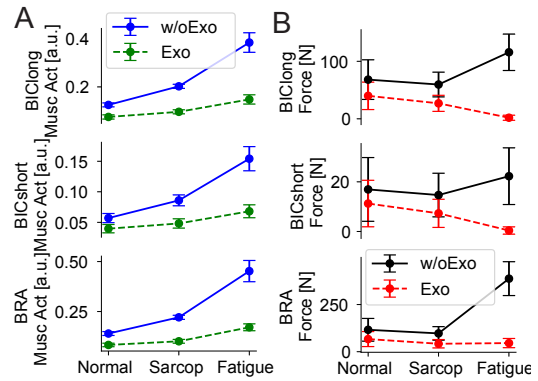 A
B
w/oExo
Exo
BIClong
Musc Act [a.u.]
0.4
0.2
BICshort
Musc Act [a.u.]
0.15
0.10
0.05
BRA
Musc Act [a.u.]
0.50
0.25
Normal Sarcop Fatigue
BIClong
Force [N]
100
0
BICshort
Force [N]
20
0
w/oExo
Exo
BRA
Force [N]
250
0
Normal Sarcop Fatigue